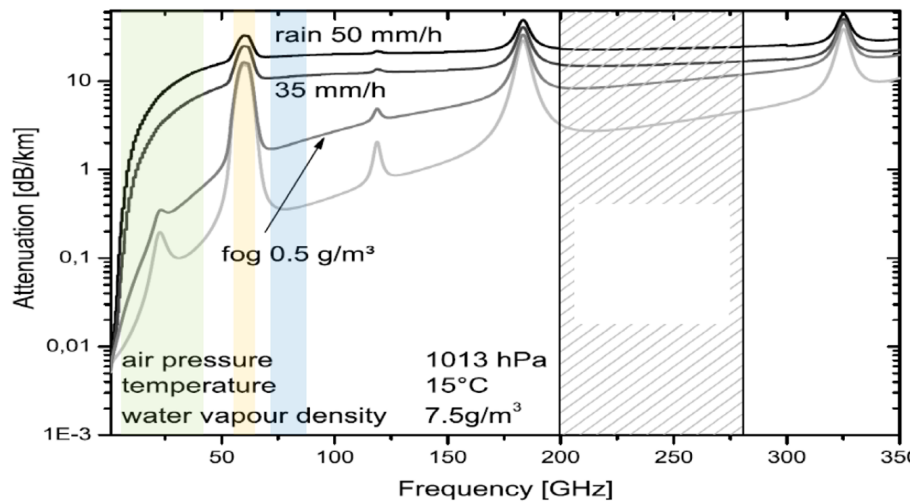 rain 50 mm/h
10
35 mm/h
1
Attenuation [dB/km]
fog 0.5 g/m³
0,1
0,01
air pressure 1013 hPa
temperature 15°C
water vapour density 7.5g/m³
1E-3
50 100 150 200 250 300 350
Frequency [GHz]